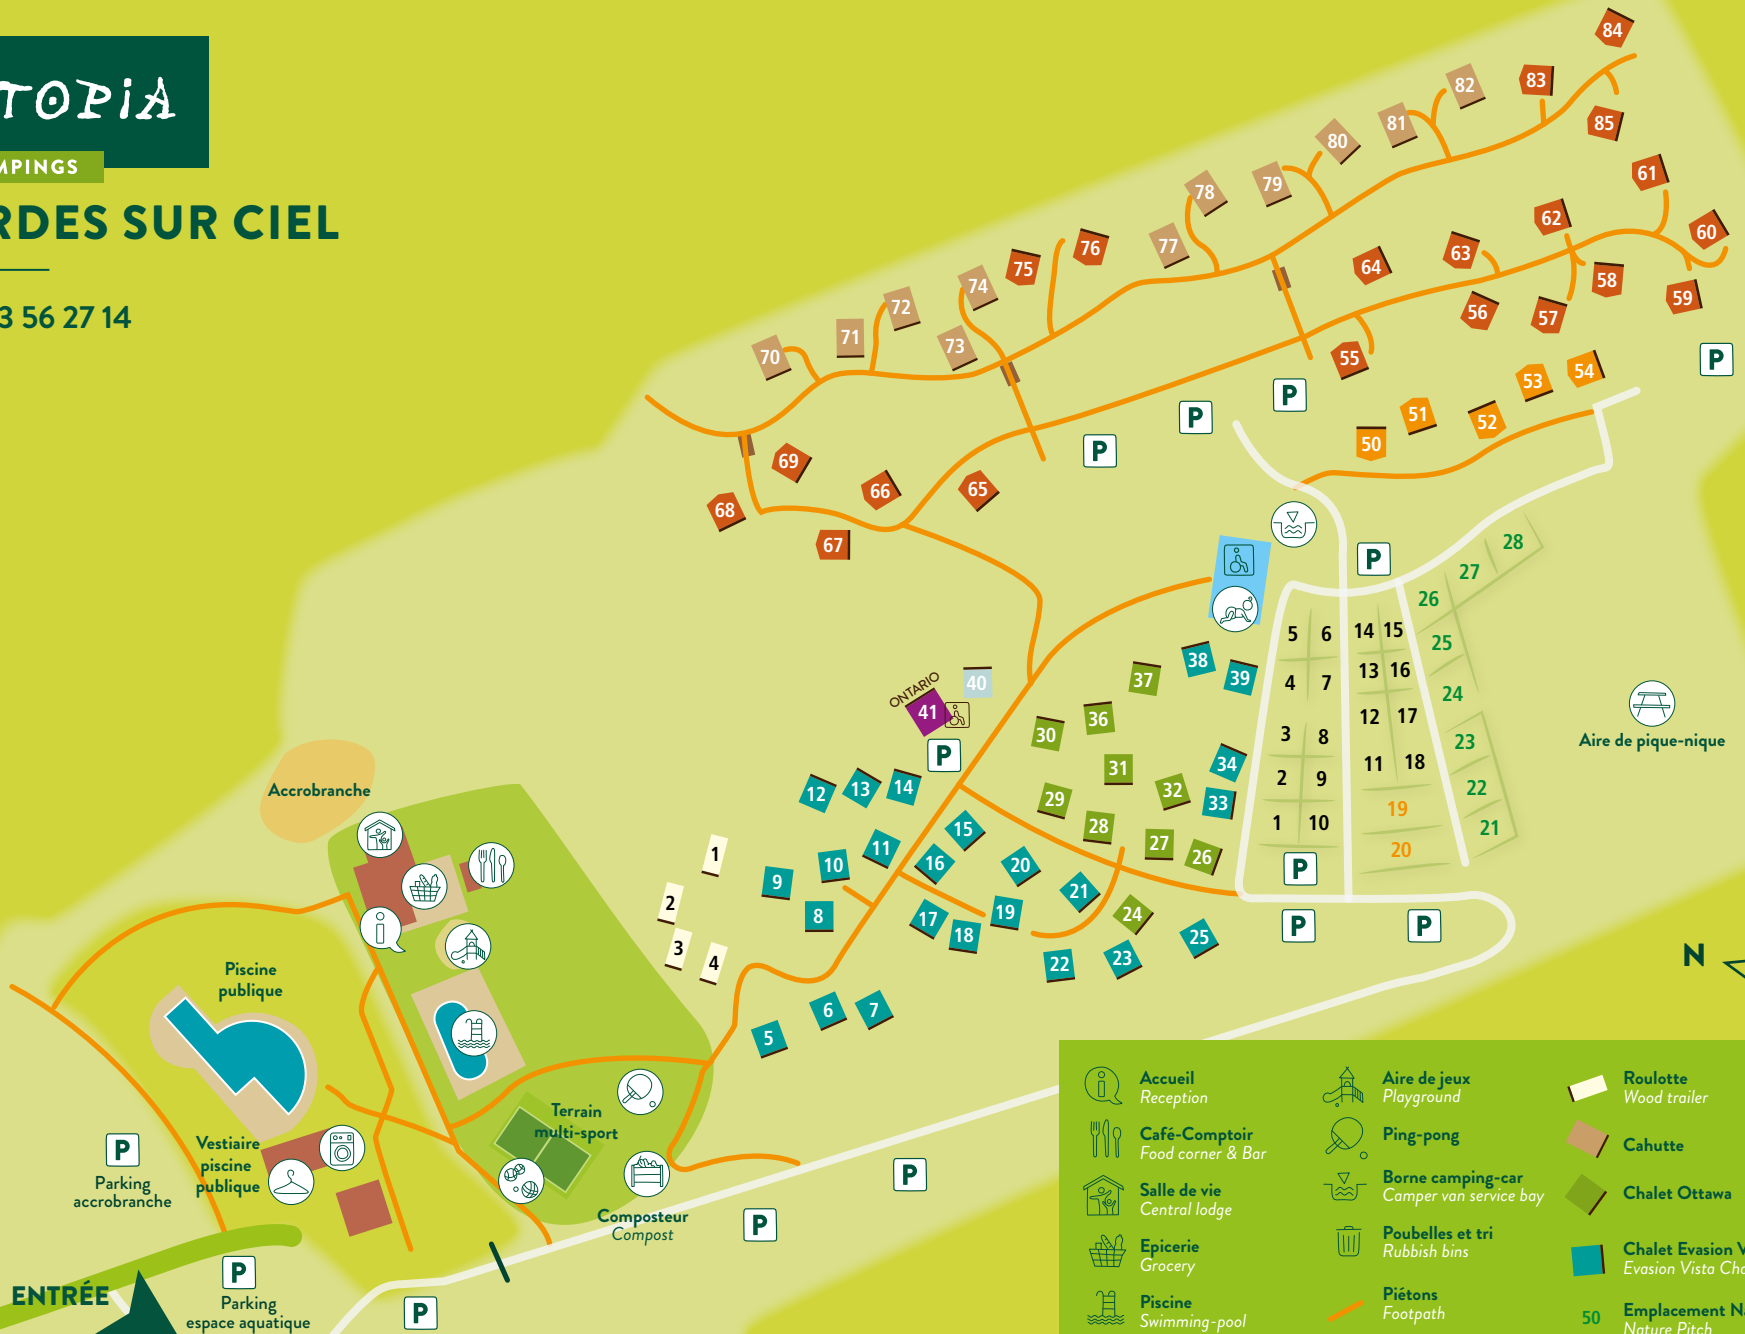 TOPiA
MPINGS
RDES SUR CIEL
3 56 27 14
84
83
82
81
80
85
79
78
61
62
60
77
76
75
63
64
58
74
59
72
56
57
71
73
70
55
P
54
53
P
51
52
50
P
P
69
66
65
68
67
28
P
27
26
5
6
14
15
25
4
7
13
16
24
3
8
12
17
23
2
9
11
18
22
1
10
19
21
20
P
P
P
38
39
37
40
ONTARIO
41
P
36
30
31
34
32
33
29
28
27
26
12
13
14
15
11
16
10
9
8
20
21
19
17
18
24
25
22
23
1
2
3
4
6
7
5
Aire de pique-nique
N
Accrobranche
Piscine
publique
Vestiaire
piscine
publique
Terrain
multi-sport
Composteur
Compost
P
Parking
accrobranche
P
P
ENTRÉE
P
Parking
espace aquatique
P
Accueil
Reception
Café-Comptoir
Food corner & Bar
Salle de vie
Central lodge
Epicerie
Grocery
Piscine
Swimming-pool
Aire de jeux
Playground
Ping-pong
Borne camping-car
Camper van service bay
Poubelles et tri
Rubbish bins
Piétons
Footpath
Roulotte
Wood trailer
Cahutte
Chalet Ottawa
Chalet Evasion V
Evasion Vista Cha
50
Emplacement N
Nature Pitch